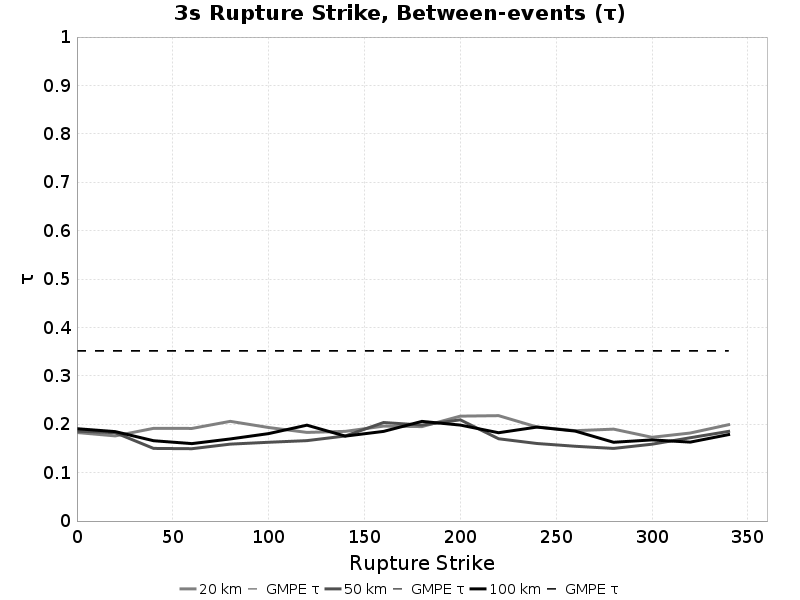 3s Rupture Strike, Between-events (τ)
1
0.9
0.8
0.7
0.6
0.5
0.4
0.3
0.2
0.1
0
τ
0 50 100 150 200 250 300 350
Rupture Strike
20 km GMPE τ 50 km GMPE τ 100 km GMPE τ